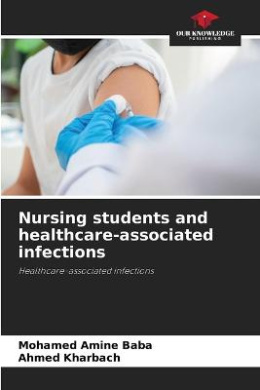 OUR KNOWLEDGE
PUBLISHING
Nursing students and
healthcare-associated
infections
Healthcare-associated infections
Mohamed Amine Baba
Ahmed Kharbach